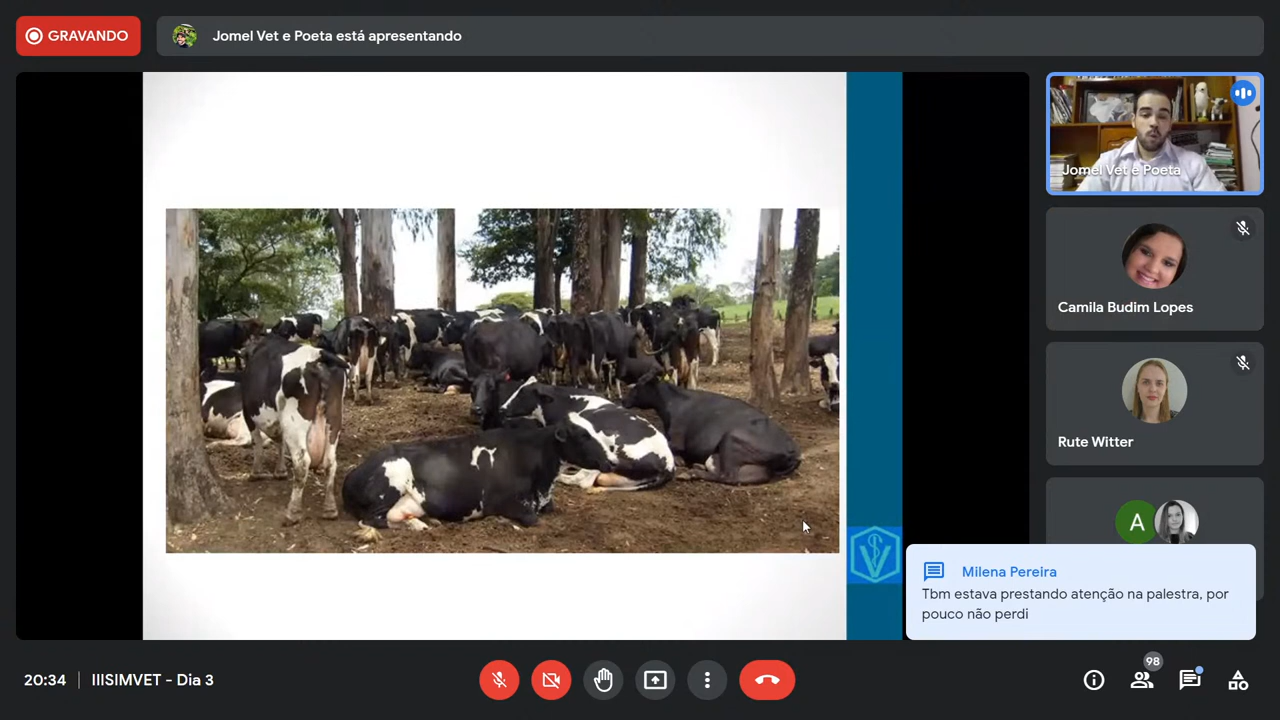 GRAVANDO
Jomel Vet e Poeta está apresentando
Jomel Vet e Poeta
Camila Budim Lopes
Rute Witter
A
Milena Pereira
Tbm estava prestando atenção na palestra, por
pouco não perdi
V
20:34 | IIISIMVET - Dia 3
98